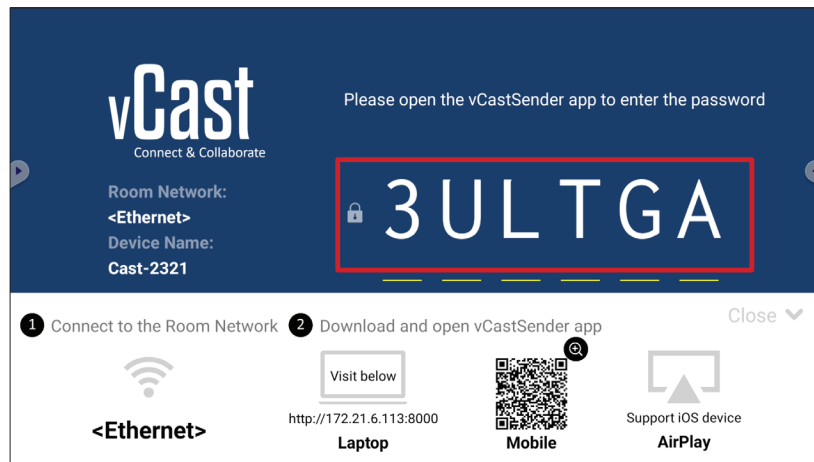 vCast
Connect & Collaborate
Please open the vCastSender app to enter the password
Room Network:
<Ethernet>
Device Name:
Cast-2321
3ULTGA
1 Connect to the Room Network
2 Download and open vCastSender app
Close
<Ethernet>
Visit below
http://172.21.6.113:8000
Laptop
Mobile
Support iOS device
AirPlay